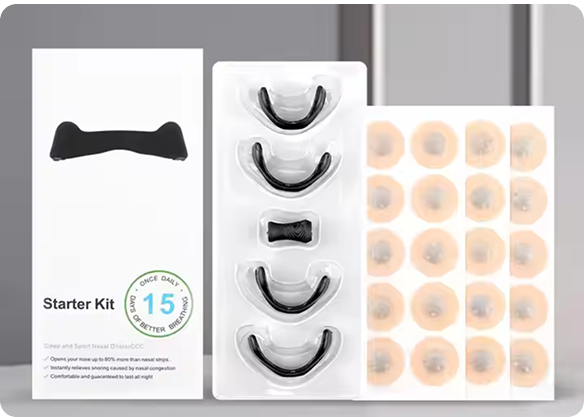 Starter Kit
ONCE DAILY
15
DAYS OF BETTER BREATHING
Sleep and Sport Nasal
Opens your nose up to 80% more than nasal strips.
Instantly relieves snoring caused by nasal congestion
Comfortable and guaranteed to last all night